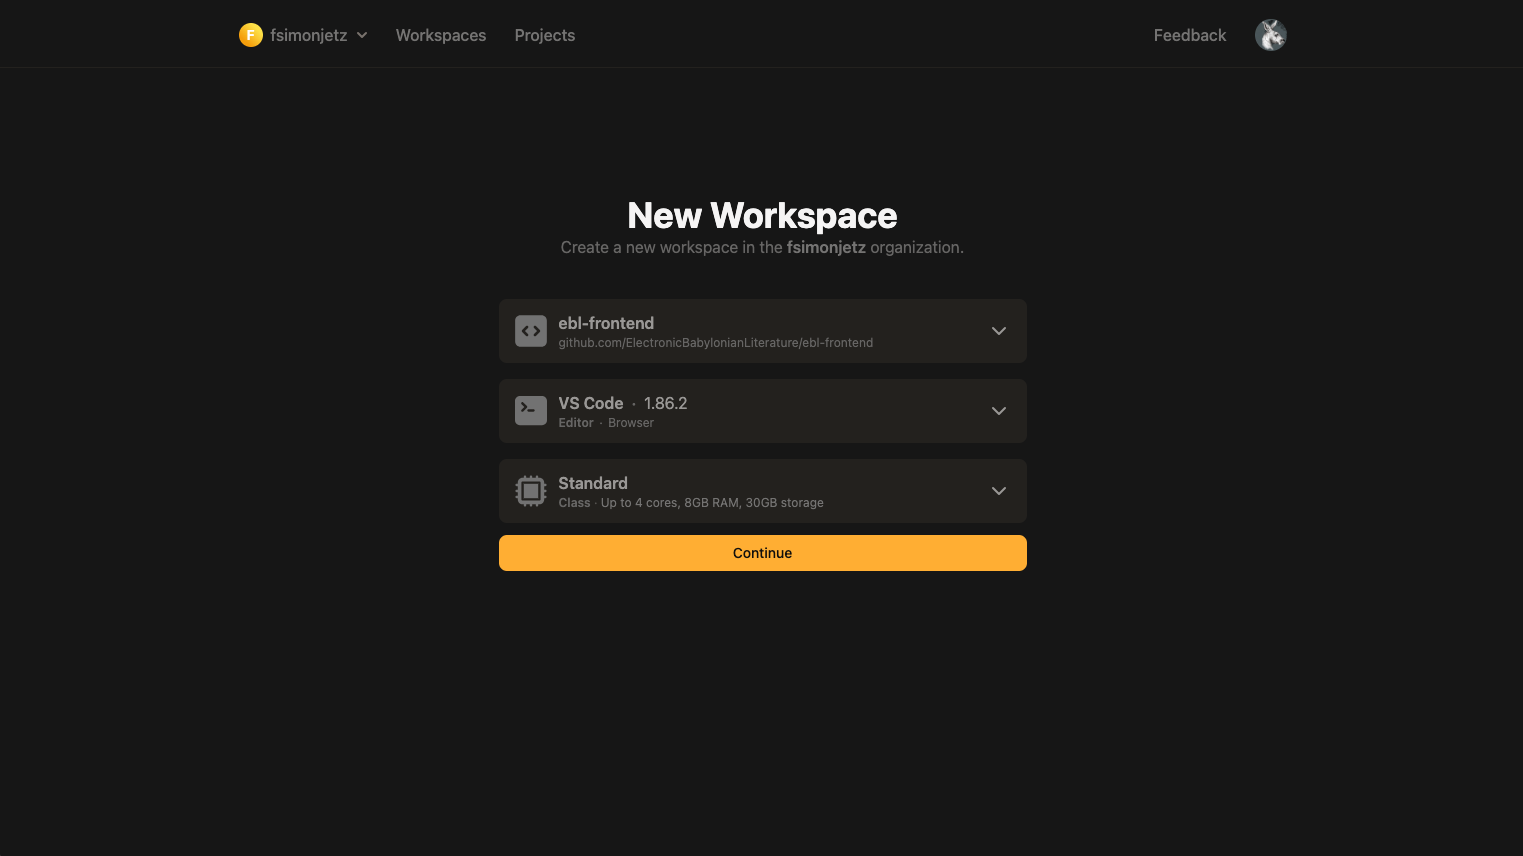 F fsimonjetz Workspaces Projects Feedback
New Workspace
Create a new workspace in the fsimonjetz organization.
ebl-frontend
github.com/ElectronicBabylonianLiterature/ebl-frontend
VS Code · 1.86.2
Editor · Browser
Standard
Class · Up to 4 cores, 8GB RAM, 30GB storage
Continue